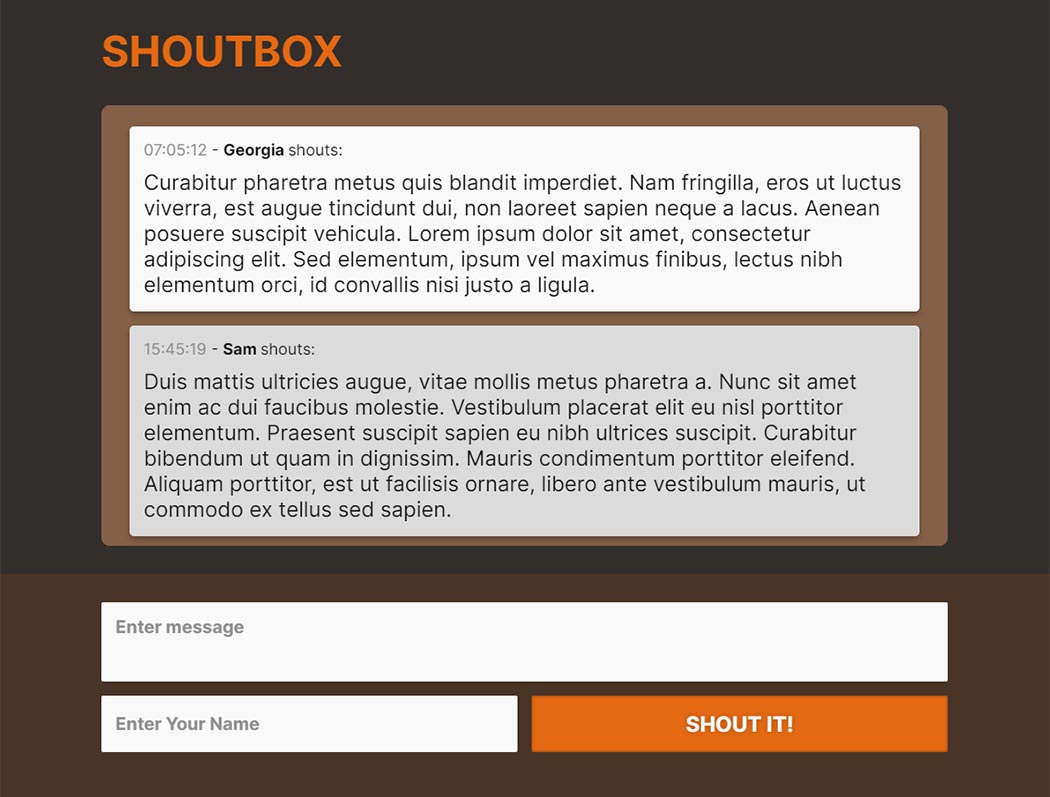 SHOUTBOX
07:05:12 - Georgia shouts:
Curabitur pharetra metus quis blandit imperdiet. Nam fringilla, eros ut luctus
viverra, est augue tincidunt dui, non laoreet sapien neque a lacus. Aenean
posuere suscipit vehicula. Lorem ipsum dolor sit amet, consectetur
adipiscing elit. Sed elementum, ipsum vel maximus finibus, lectus nibh
elementum orci, id convallis nisi justo a ligula.
15:45:19 - Sam shouts:
Duis mattis ultricies augue, vitae mollis metus pharetra a. Nunc sit amet
enim ac dui faucibus molestie. Vestibulum placerat elit eu nisl porttitor
elementum. Praesent suscipit sapien eu nibh ultrices suscipit. Curabitur
bibendum ut quam in dignissim. Mauris condimentum porttitor eleifend.
Aliquam porttitor, est ut facilisis ornare, libero ante vestibulum mauris, ut
commodo ex tellus sed sapien.
Enter message
Enter Your Name
SHOUT IT!